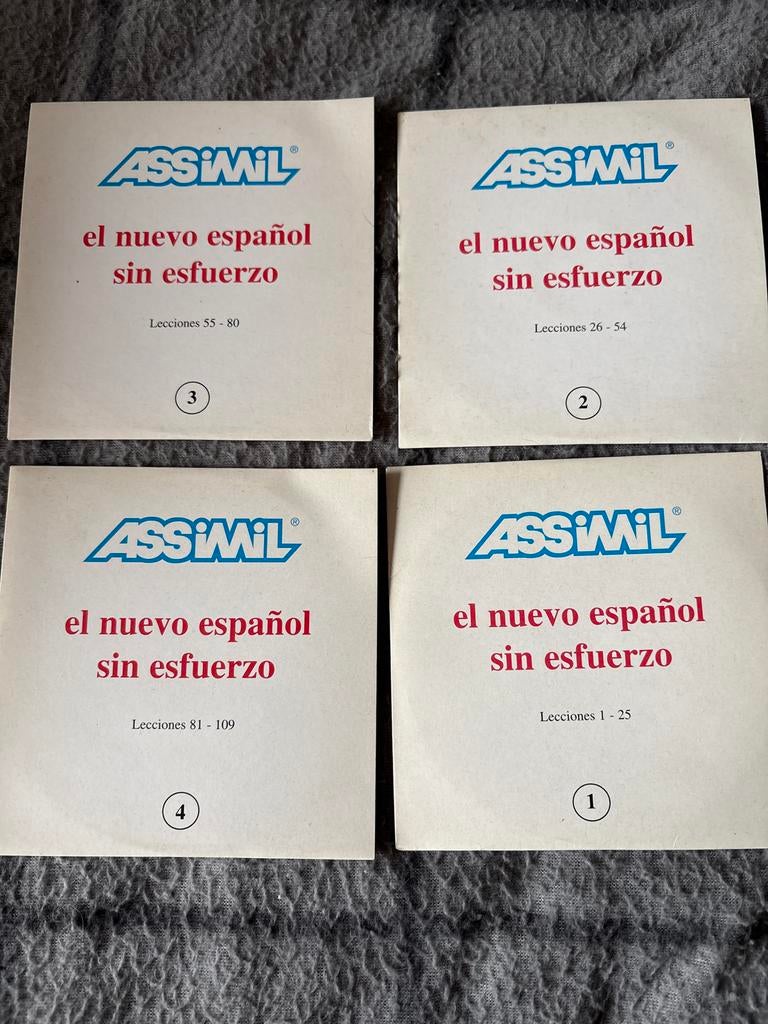 ASSiMiL®
el nuevo español
sin esfuerzo
Lecciones 55 - 80
3
ASSiMiL®
el nuevo español
sin esfuerzo
Lecciones 26 - 54
2
ASSiMiL®
el nuevo español
sin esfuerzo
Lecciones 81 - 109
4
ASSiMiL®
el nuevo español
sin esfuerzo
Lecciones 1 - 25
1